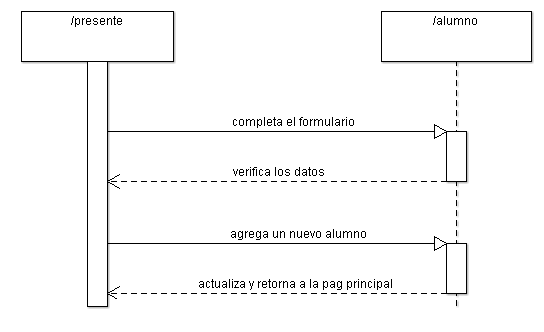 /presente
/alumno
completa el formulario
verifica los datos
agrega un nuevo alumno
actualiza y retorna a la pag principal